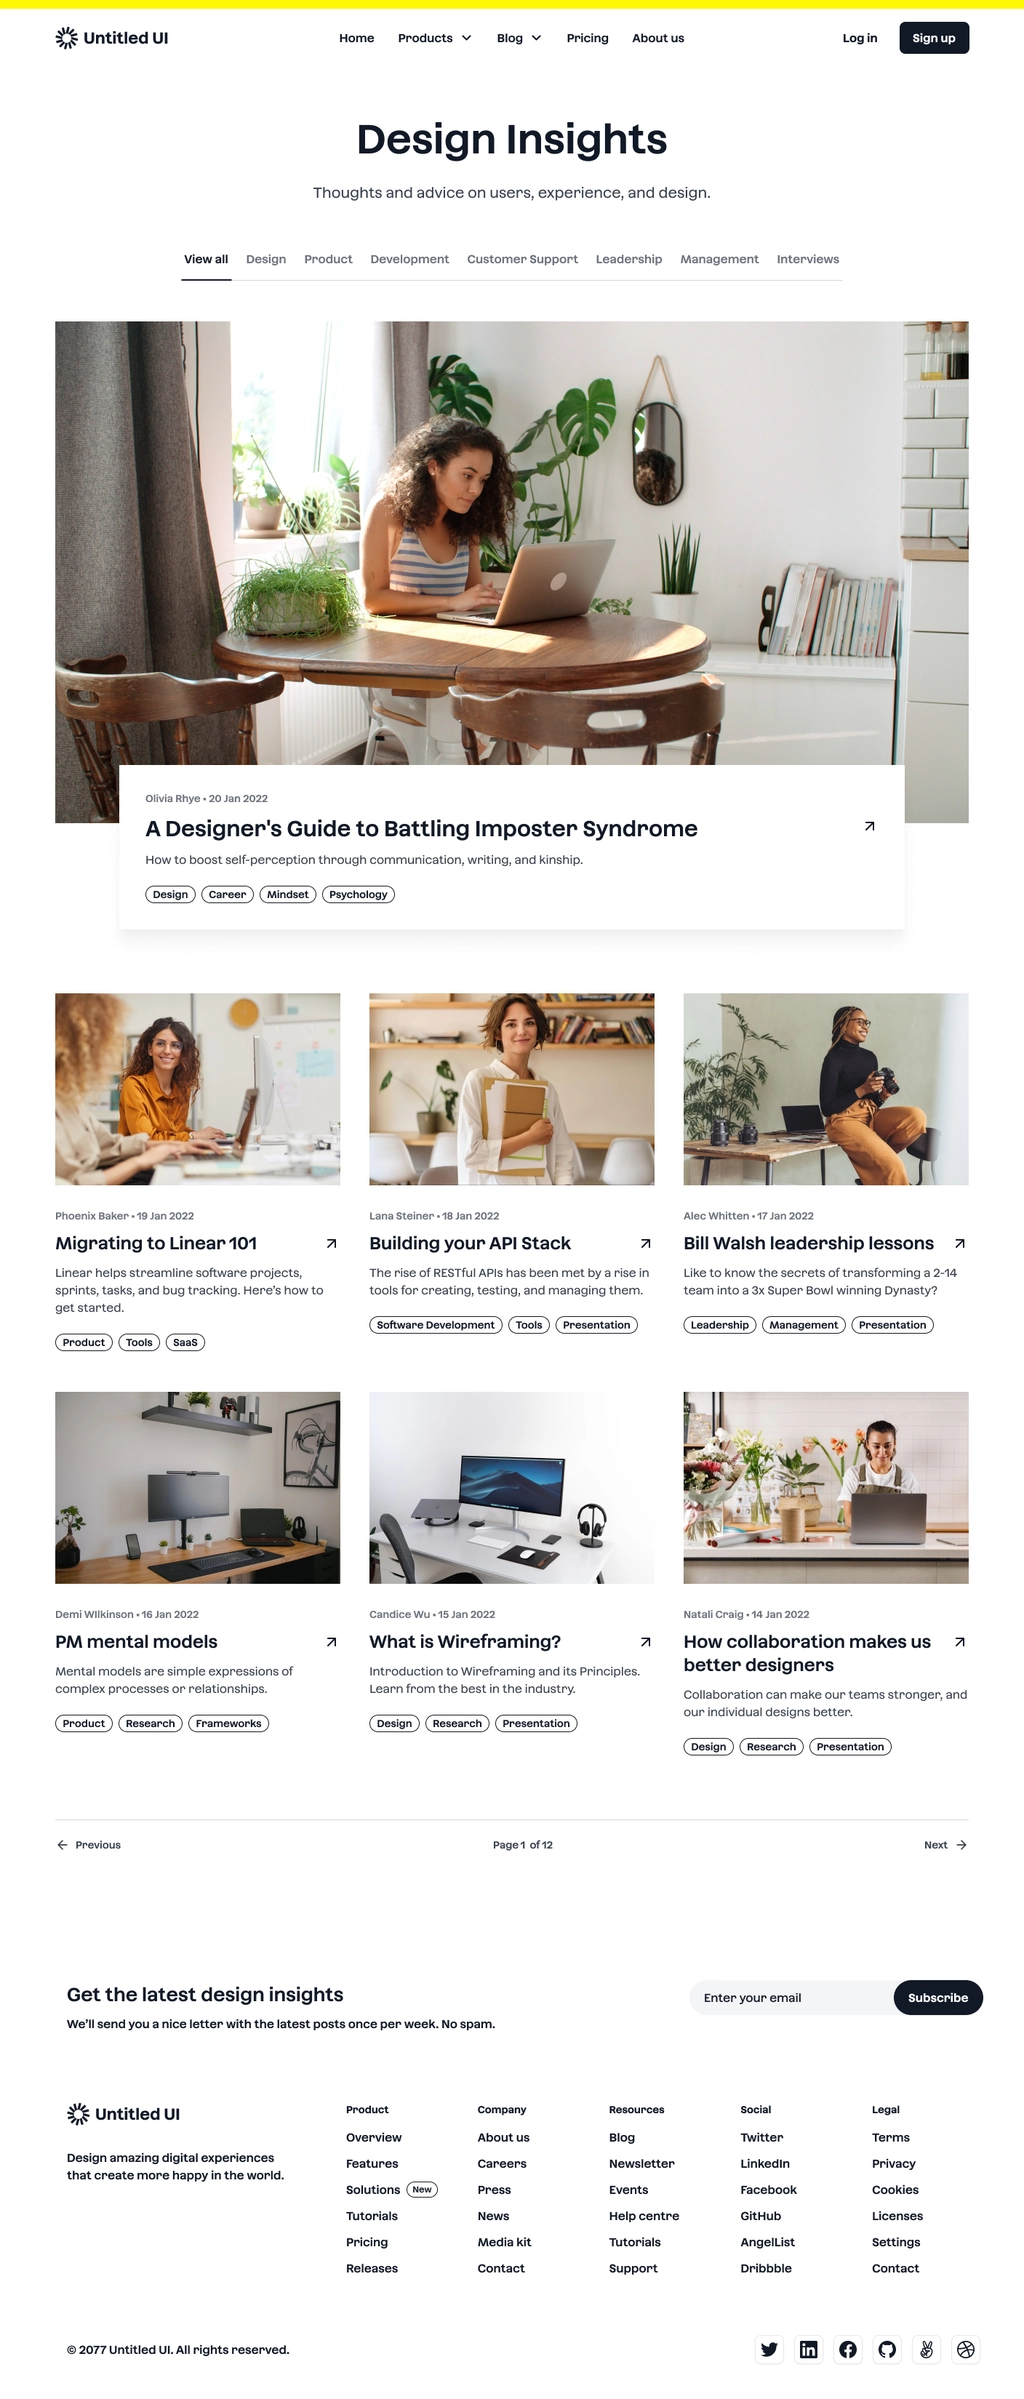 Untitled UI
Home Products Blog Pricing About us
Log in Sign up
Design Insights
Thoughts and advice on users, experience, and design.
View all Design Product Development Customer Support Leadership Management Interviews
Olivia Rhye • 20 Jan 2022
A Designer's Guide to Battling Imposter Syndrome
How to boost self-perception through communication, writing, and kinship.
Design Career Mindset Psychology
Phoenix Baker • 19 Jan 2022
Migrating to Linear 101
Linear helps streamline software projects,
sprints, tasks, and bug tracking. Here’s how to
get started.
Product Tools SaaS
Lana Steiner • 18 Jan 2022
Building your API Stack
The rise of RESTful APIs has been met by a rise in
tools for creating, testing, and managing them.
Software Development Tools Presentation
Alec Whitten • 17 Jan 2022
Bill Walsh leadership lessons
Like to know the secrets of transforming a 2-14
team into a 3x Super Bowl winning Dynasty?
Leadership Management Presentation
Demi WIlkinson • 16 Jan 2022
PM mental models
Mental models are simple expressions of
complex processes or relationships.
Product Research Frameworks
Candice Wu • 15 Jan 2022
What is Wireframing?
Introduction to Wireframing and its Principles.
Learn from the best in the industry.
Design Research Presentation
Natali Craig • 14 Jan 2022
How collaboration makes us
better designers
Collaboration can make our teams stronger, and
our individual designs better.
Design Research Presentation
Previous Page 1 of 12 Next
Get the latest design insights
We’ll send you a nice letter with the latest posts once per week. No spam.
Enter your email Subscribe
Untitled UI
Design amazing digital experiences
that create more happy in the world.
Product
Overview
Features
Solutions New
Tutorials
Pricing
Releases
Company
About us
Careers
Press
News
Media kit
Contact
Resources
Blog
Newsletter
Events
Help centre
Tutorials
Support
Social
Twitter
LinkedIn
Facebook
GitHub
AngelList
Dribbble
Legal
Terms
Privacy
Cookies
Licenses
Settings
Contact
© 2077 Untitled UI. All rights reserved.